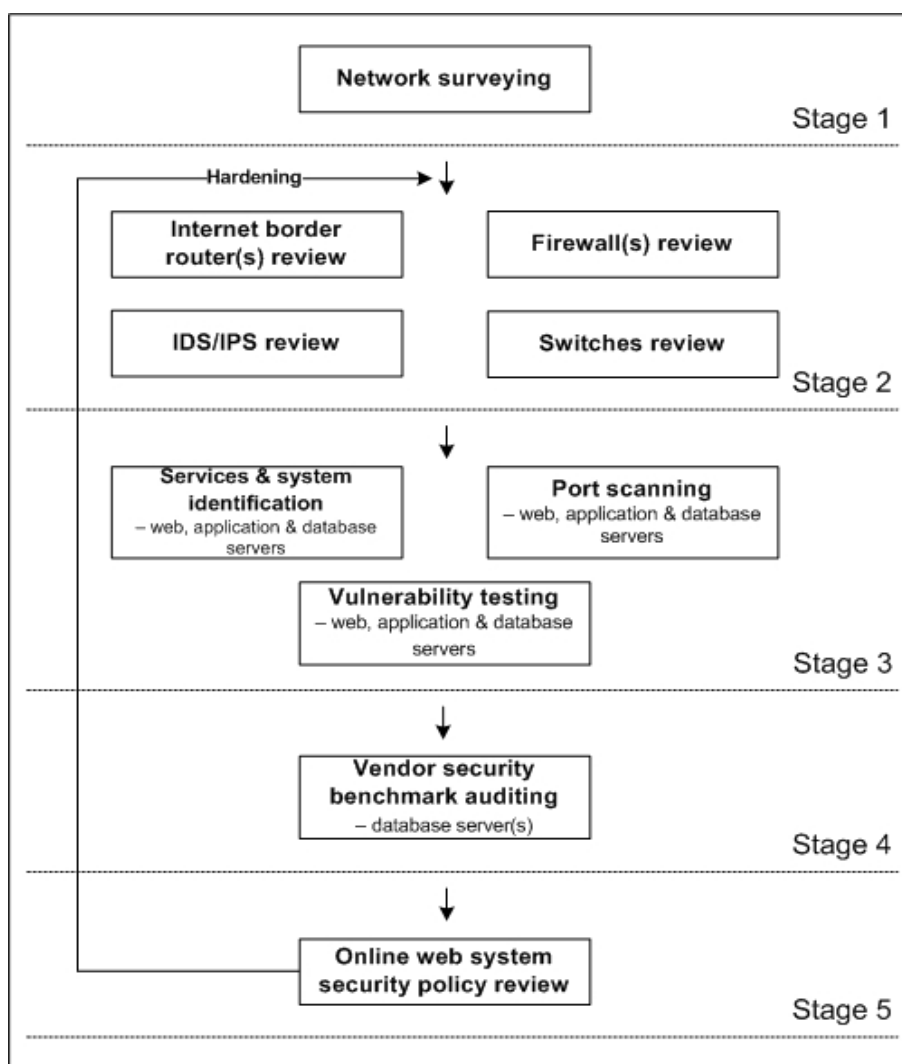 Network surveying
Stage 1
Hardening
Internet border
router(s) review
Firewall(s) review
IDS/IPS review
Switches review
Stage 2
Services & system
identification
– web, application & database
servers
Port scanning
– web, application & database
servers
Vulnerability testing
– web, application & database
servers
Stage 3
Vendor security
benchmark auditing
– database server(s)
Stage 4
Online web system
security policy review
Stage 5